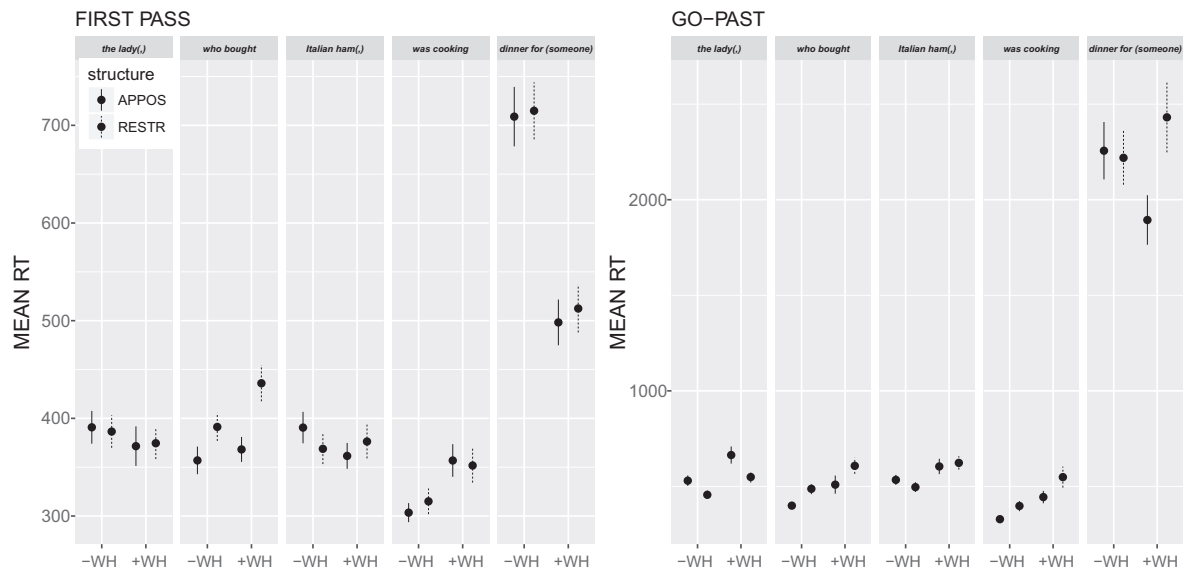 FIRST PASS
the lady(,) who bought Italian ham(,) was cooking dinner for (someone)
structure
APPOS
RESTR
MEAN RT
700
600
500
400
300
−WH +WH −WH +WH −WH +WH −WH +WH −WH +WH
GO−PAST
the lady(,) who bought Italian ham(,) was cooking dinner for (someone)
MEAN RT
2000
1000
−WH +WH −WH +WH −WH +WH −WH +WH −WH +WH